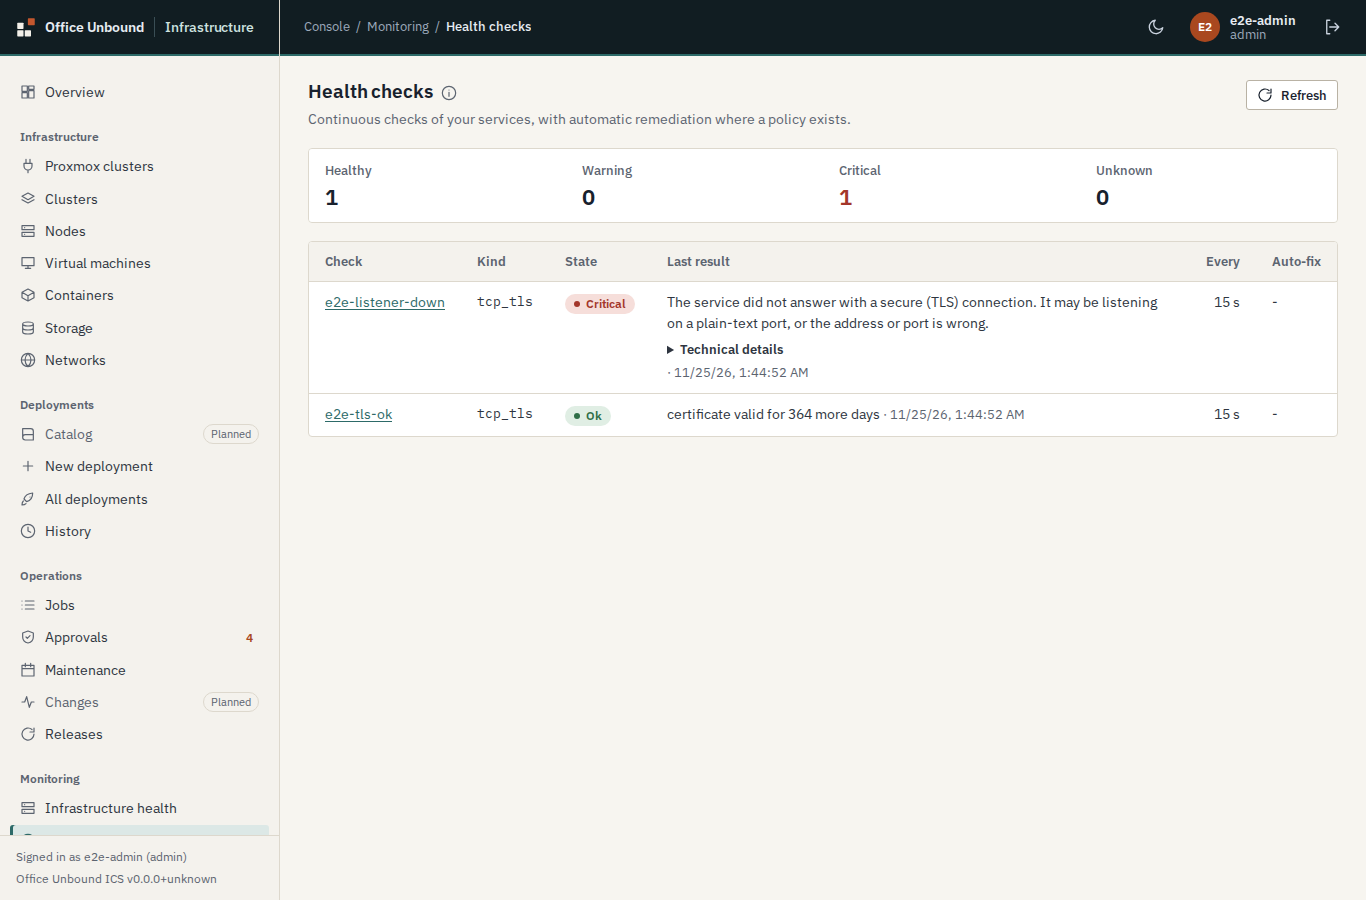 Office Unbound
Infrastructure
Console / Monitoring / Health checks
E2
e2e-admin
admin
Overview
Infrastructure
Proxmox clusters
Clusters
Nodes
Virtual machines
Containers
Storage
Networks
Deployments
Catalog
Planned
New deployment
All deployments
History
Operations
Jobs
Approvals
4
Maintenance
Changes
Planned
Releases
Monitoring
Infrastructure health
Signed in as e2e-admin (admin)
Office Unbound ICS v0.0.0+unknown
Health checks
Continuous checks of your services, with automatic remediation where a policy exists.
Refresh
Healthy
1
Warning
0
Critical
1
Unknown
0
Check Kind State Last result Every Auto-fix
e2e-listener-down tcp_tls Critical The service did not answer with a secure (TLS) connection. It may be listening 15 s -
on a plain-text port, or the address or port is wrong.
Technical details
· 11/25/26, 1:44:52 AM
e2e-tls-ok tcp_tls Ok certificate valid for 364 more days · 11/25/26, 1:44:52 AM 15 s -